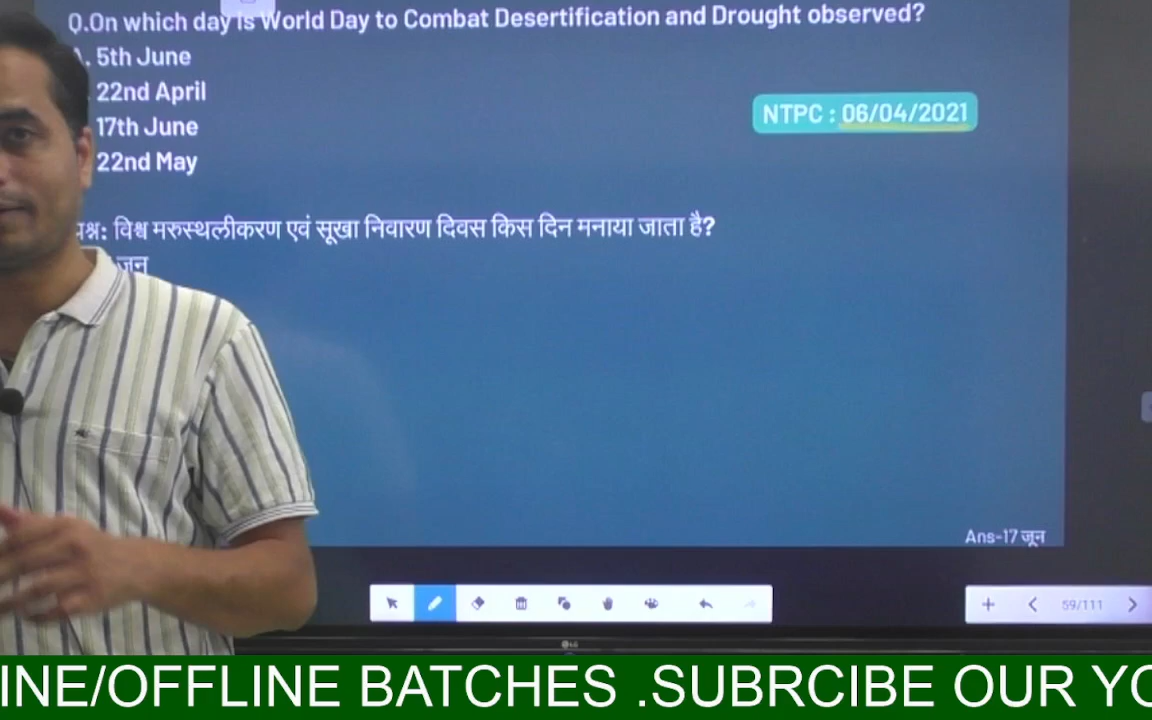 Q.On which day is World Day to Combat Desertification and Drought observed?
. 5th June
22nd April
17th June
22nd May
NTPC : 06/04/2021
प्रश्न: विश्व मरुस्थलीकरण एवं सूखा निवारण दिवस किस दिन मनाया जाता है?
जून
Ans-17 जून
59/111
LG
INE/OFFLINE BATCHES .SUBRCIBE OUR YO